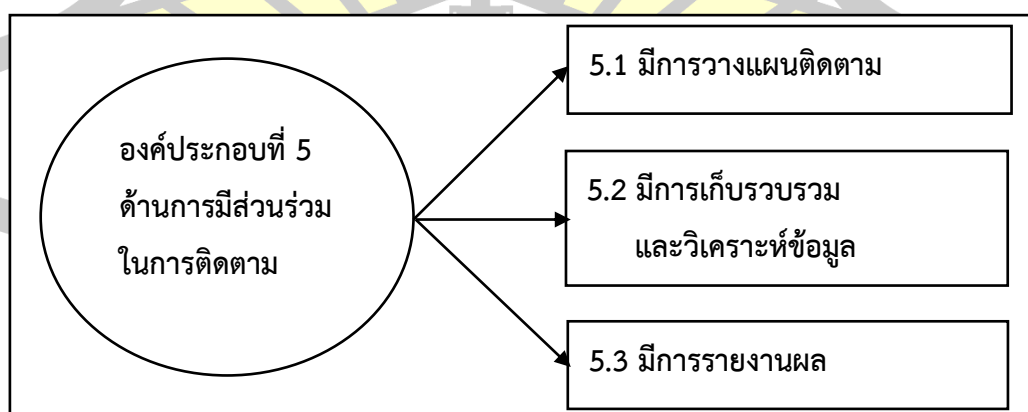 องค์ประกอบที่ 5
ด้านการมีส่วนร่วม
ในการติดตาม
5.1 มีการวางแผนติดตาม
5.2 มีการเก็บรวบรวม
และวิเคราะห์ข้อมูล
5.3 มีการรายงานผล